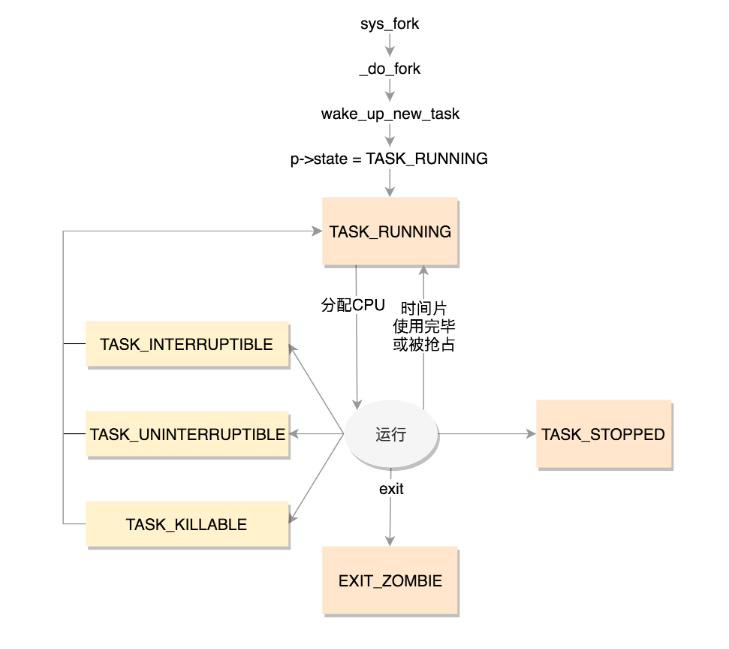 sys_fork
_do_fork
wake_up_new_task
p->state = TASK_RUNNING
TASK_RUNNING
分配CPU
时间片
使用完毕
或被抢占
TASK_INTERRUPTIBLE
TASK_UNINTERRUPTIBLE
运行
TASK_STOPPED
exit
TASK_KILLABLE
EXIT_ZOMBIE